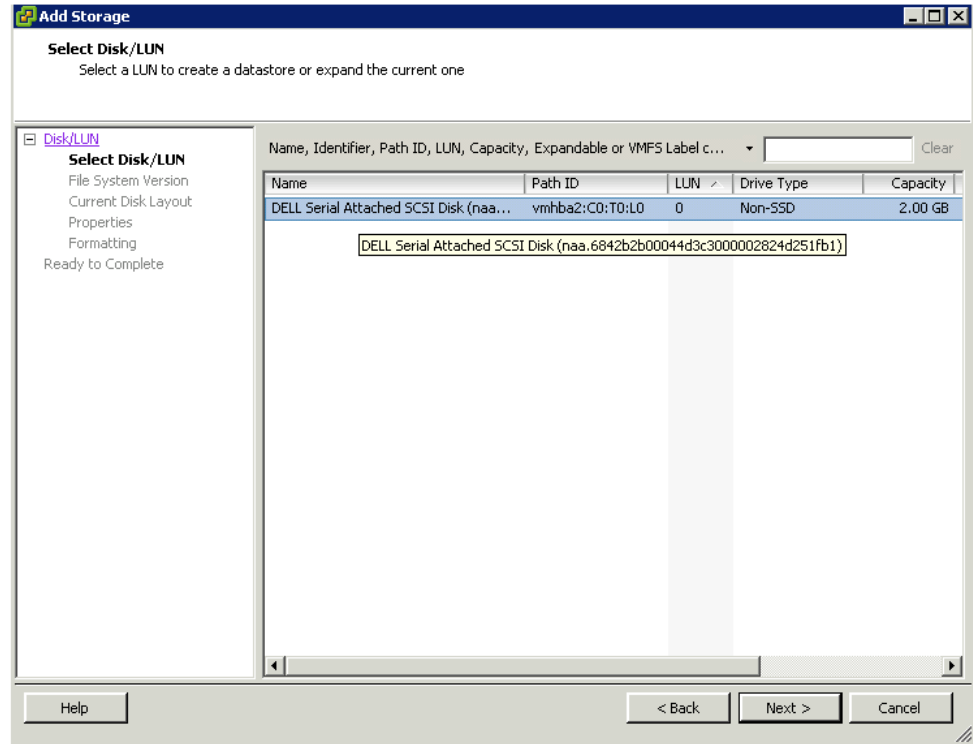 Add Storage
Select Disk/LUN
Select a LUN to create a datastore or expand the current one
Disk/LUN
Select Disk/LUN
File System Version
Current Disk Layout
Properties
Formatting
Ready to Complete
Name, Identifier, Path ID, LUN, Capacity, Expandable or VMFS Label c... Clear
Name Path ID LUN Drive Type Capacity
DELL Serial Attached SCSI Disk (naa... vmhba2:C0:T0:L0 0 Non-SSD 2.00 GB
DELL Serial Attached SCSI Disk (naa.6842b2b00044d3c3000002824d251fb1)
Help < Back Next > Cancel